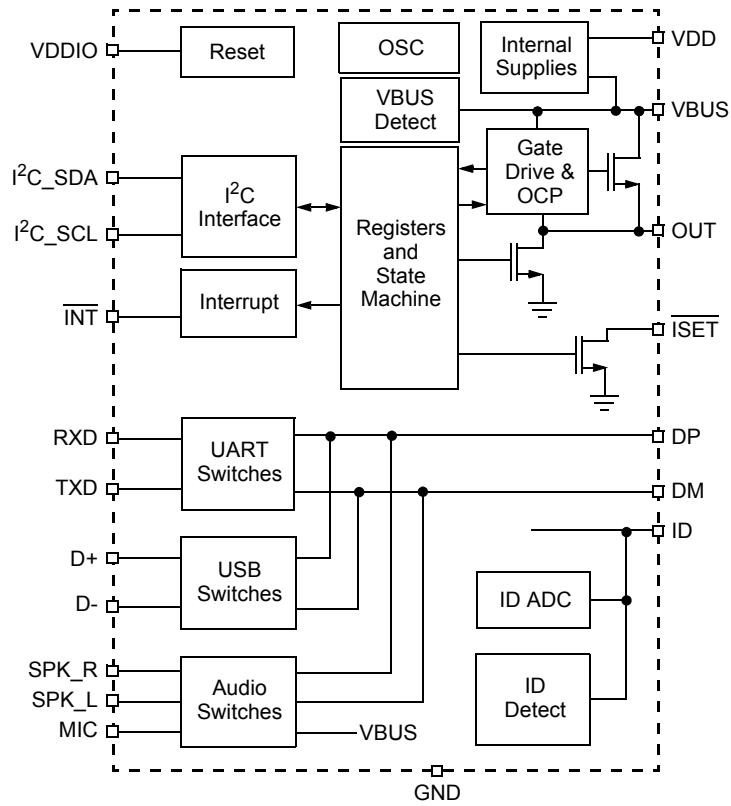 VDDIO
Reset
OSC
Internal
Supplies
VDD
VBUS
Detect
VBUS
Gate
Drive &
OCP
I²C_SDA
I²C_SCL
I²C
Interface
Registers
and
State
Machine
OUT
INT
Interrupt
ISET
RXD
TXD
UART
Switches
DP
DM
ID
D+
D-
USB
Switches
ID ADC
SPK_R
SPK_L
MIC
Audio
Switches
VBUS
ID
Detect
GND